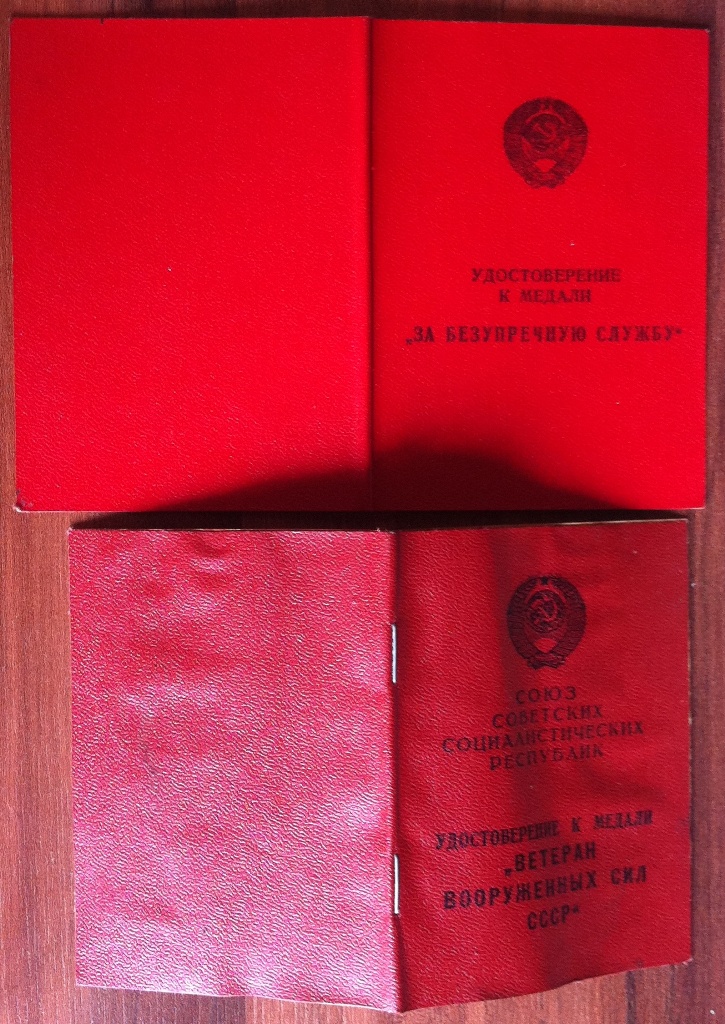 УДОСТОВЕРЕНИЕ
К МЕДАЛИ
„ЗА БЕЗУПРЕЧНУЮ СЛУЖБУ“
СОЮЗ
СОВЕТСКИХ
СОЦИАЛИСТИЧЕСКИХ
РЕСПУБЛИК
УДОСТОВЕРЕНИЕ К МЕДАЛИ
„ВЕТЕРАН
ВООРУЖЕННЫХ СИЛ
СССР“